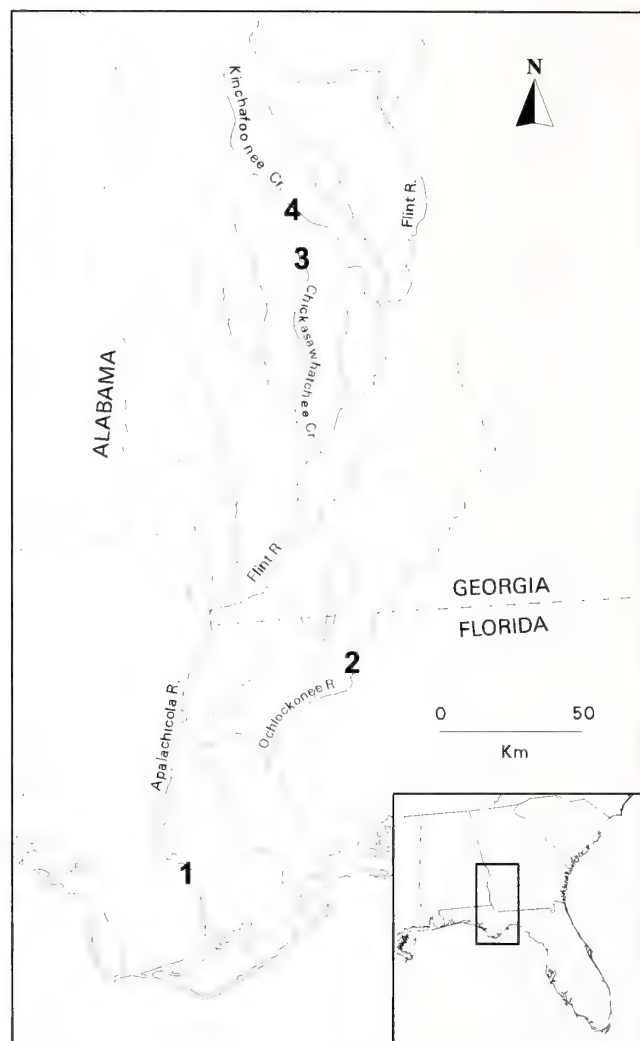 N
Kinchafoonee Cr.
4
Flint R.
3
Chickasawhatchee Cr
ALABAMA
Flint R
GEORGIA
FLORIDA
2
Ochlockonee R
Apalachicola R.
0 50
Km
1